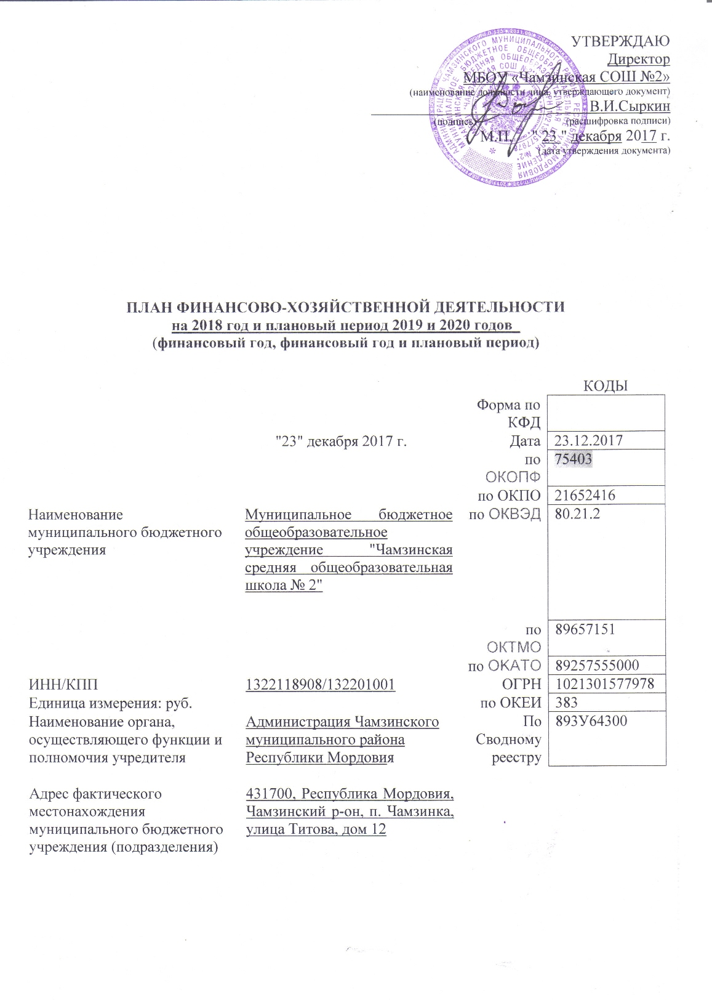 УТВЕРЖДАЮ
Директор
МБОУ «Чамзинская СОШ №2»
(наименование должности лица, утверждающего документ)
В.И.Сыркин
(подпись) (расшифровка подписи)
М.П. " 23 " декабря 2017 г.
(дата утверждения документа)
ПЛАН ФИНАНСОВО-ХОЗЯЙСТВЕННОЙ ДЕЯТЕЛЬНОСТИ
на 2018 год и плановый период 2019 и 2020 годов
(финансовый год, финансовый год и плановый период)
КОДЫ
Форма по
КФД
"23" декабря 2017 г. Дата 23.12.2017
по 75403
ОКОПФ
по ОКПО 21652416
Наименование Муниципальное бюджетное по ОКВЭД 80.21.2
муниципального бюджетного общеобразовательное
учреждения учреждение "Чамзинская
средняя общеобразовательная
школа № 2"
по 89657151
ОКТМО
по ОКАТО 89257555000
ИНН/КПП 1322118908/132201001 ОГРН 1021301577978
Единица измерения: руб. по ОКЕИ 383
Наименование органа, Администрация Чамзинского По 893У64300
осуществляющего функции и муниципального района Сводному
полномочия учредителя Республики Мордовия реестру
Адрес фактического 431700, Республика Мордовия,
местонахождения Чамзинский р-он, п. Чамзинка,
муниципального бюджетного улица Титова, дом 12
учреждения (подразделения)